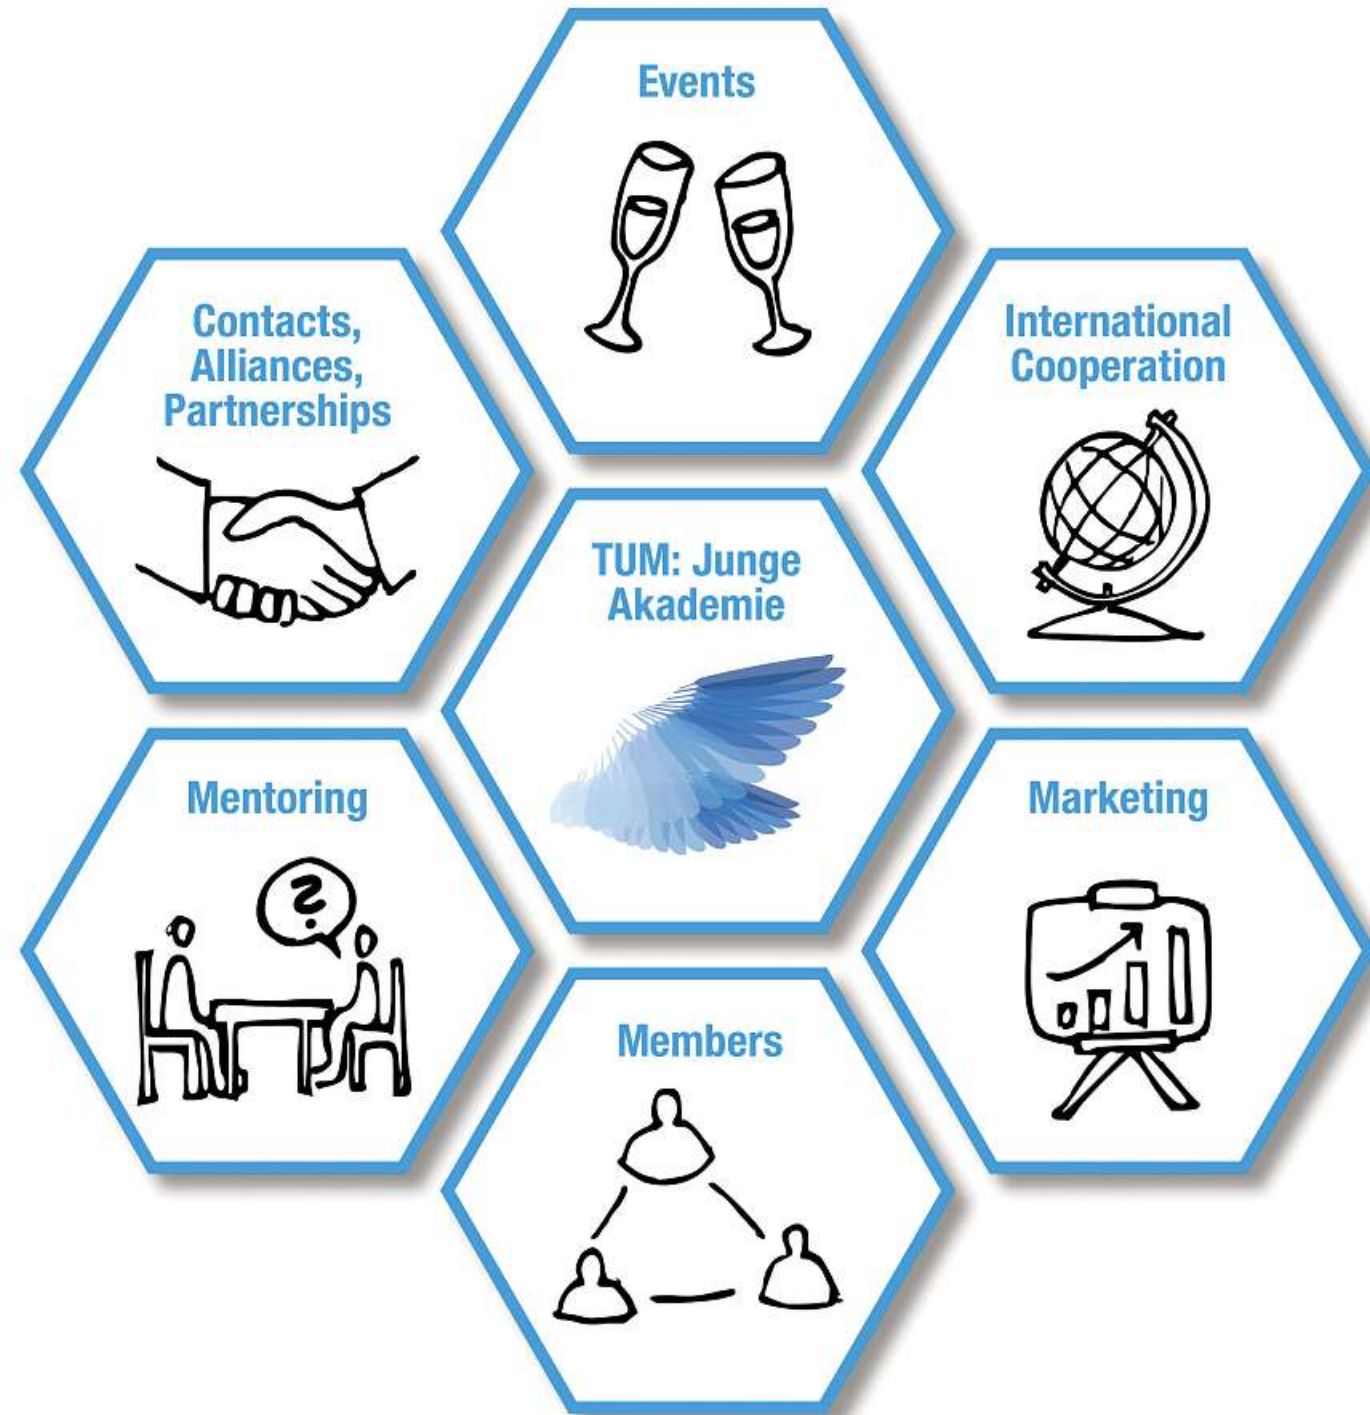 Events
Contacts,
Alliances,
Partnerships
International
Cooperation
TUM: Junge
Akademie
Mentoring
?
Marketing
Members